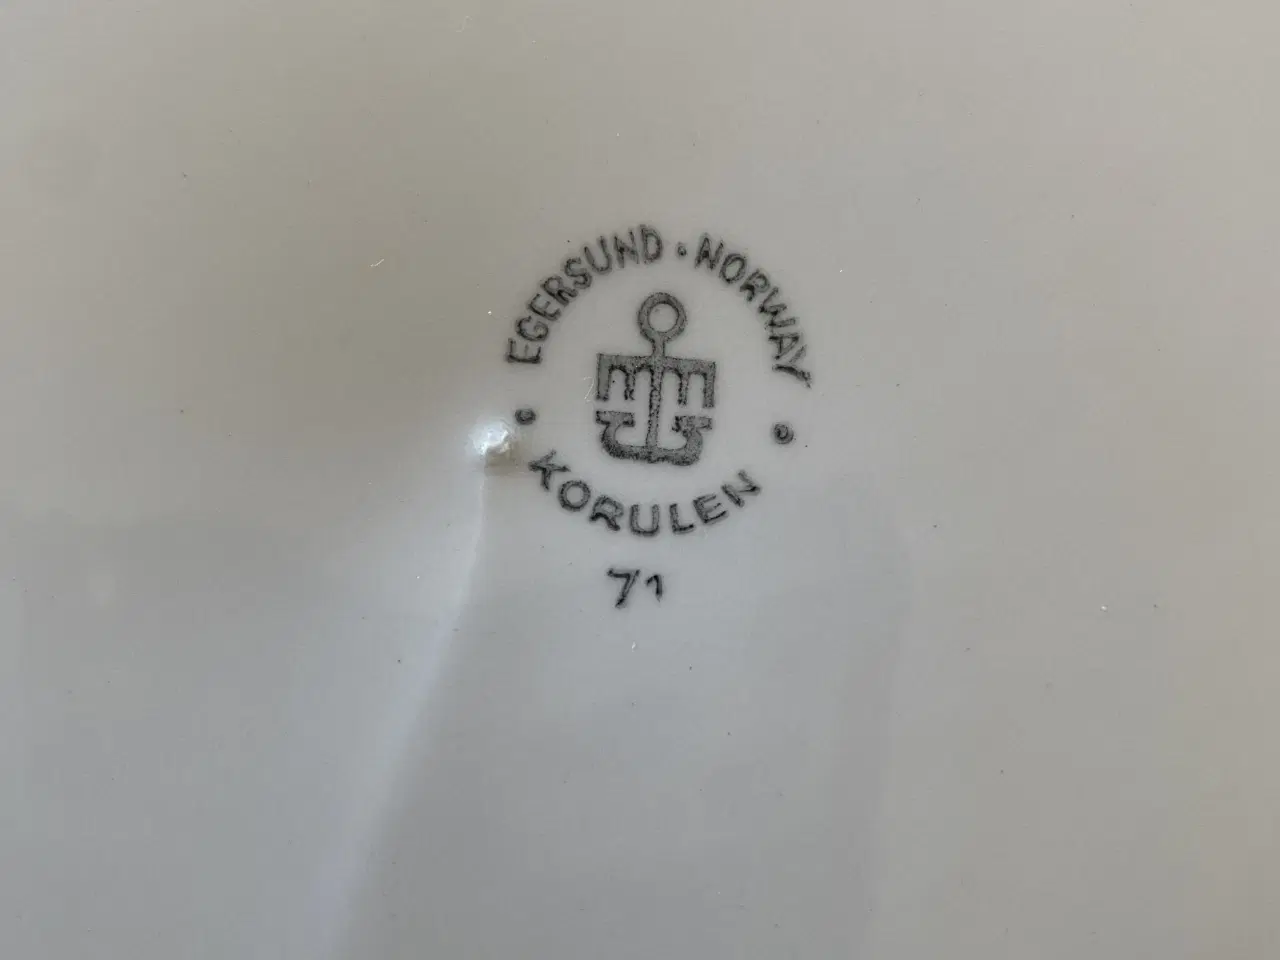 EGERSUND · NORWAY
KORULEN
71